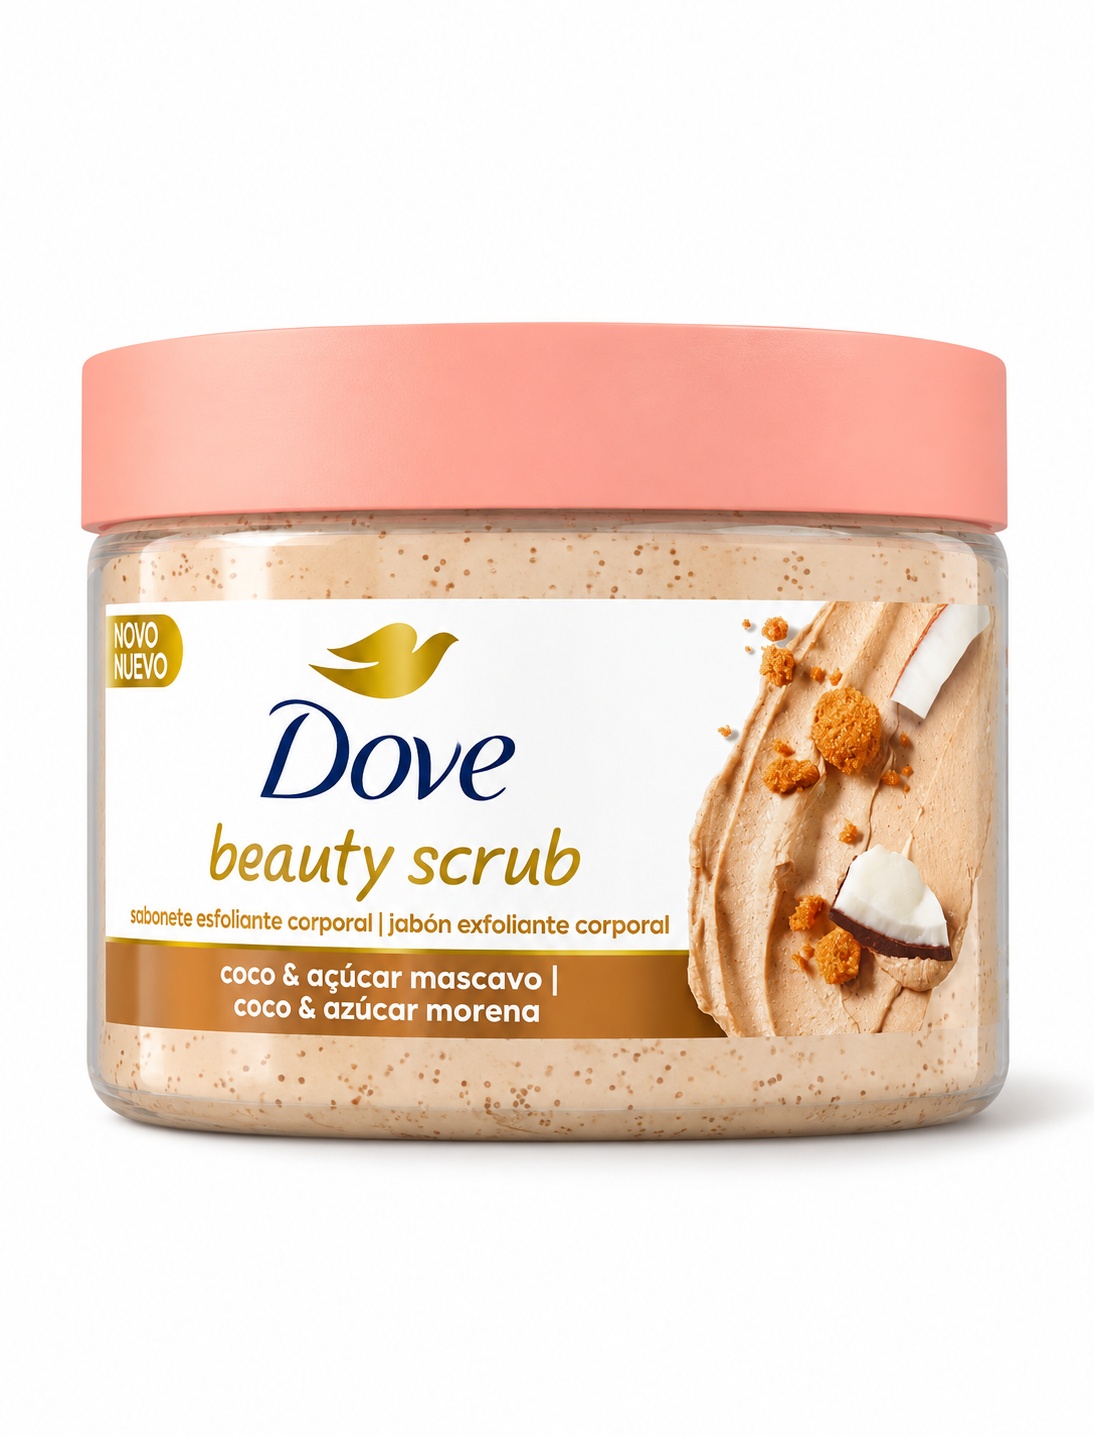 NOVO
NUEVO
Dove
beauty scrub
sabonete esfoliante corporal | jabón exfoliante corporal
coco & açúcar mascavo |
coco & azúcar morena